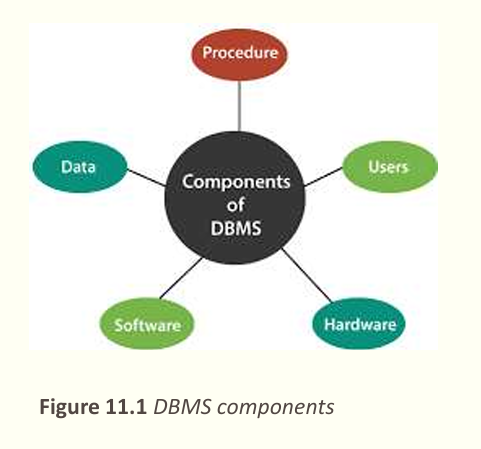 Procedure
Data
Users
Components
of
DBMS
Software
Hardware
Figure 11.1 DBMS components